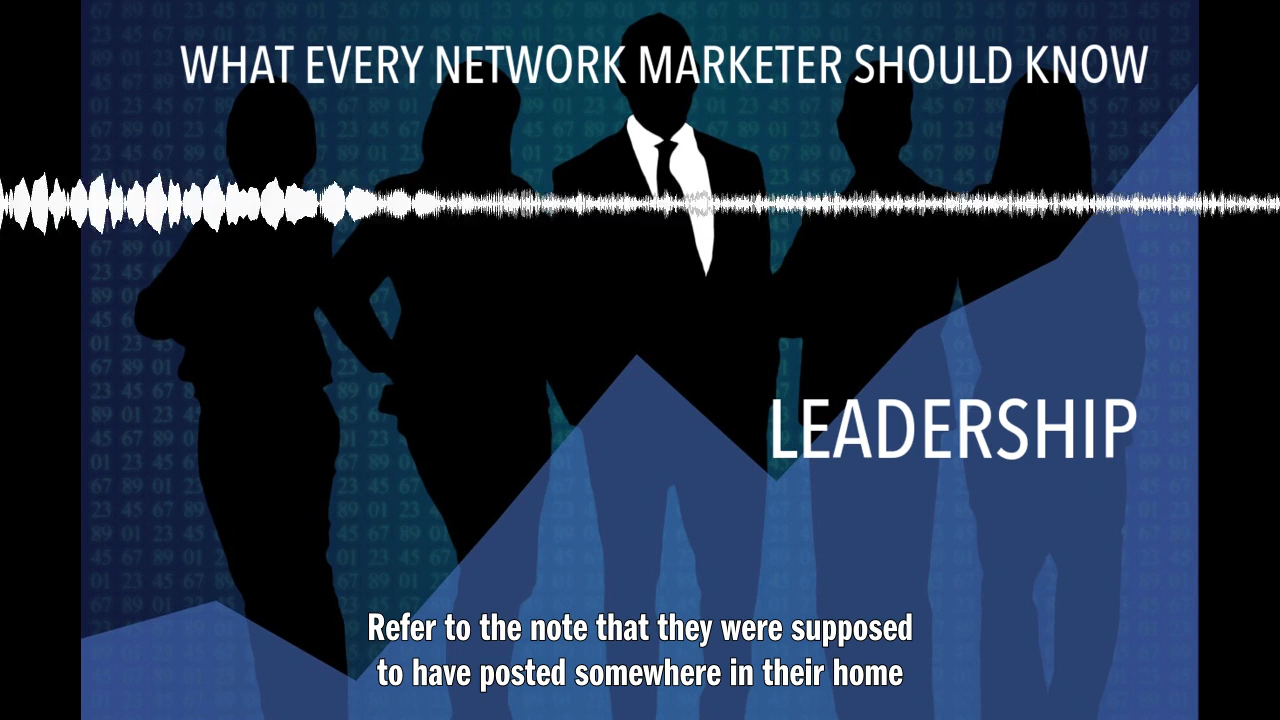 WHAT EVERY NETWORK MARKETER SHOULD KNOW
LEADERSHIP
Refer to the note that they were supposed
to have posted somewhere in their home